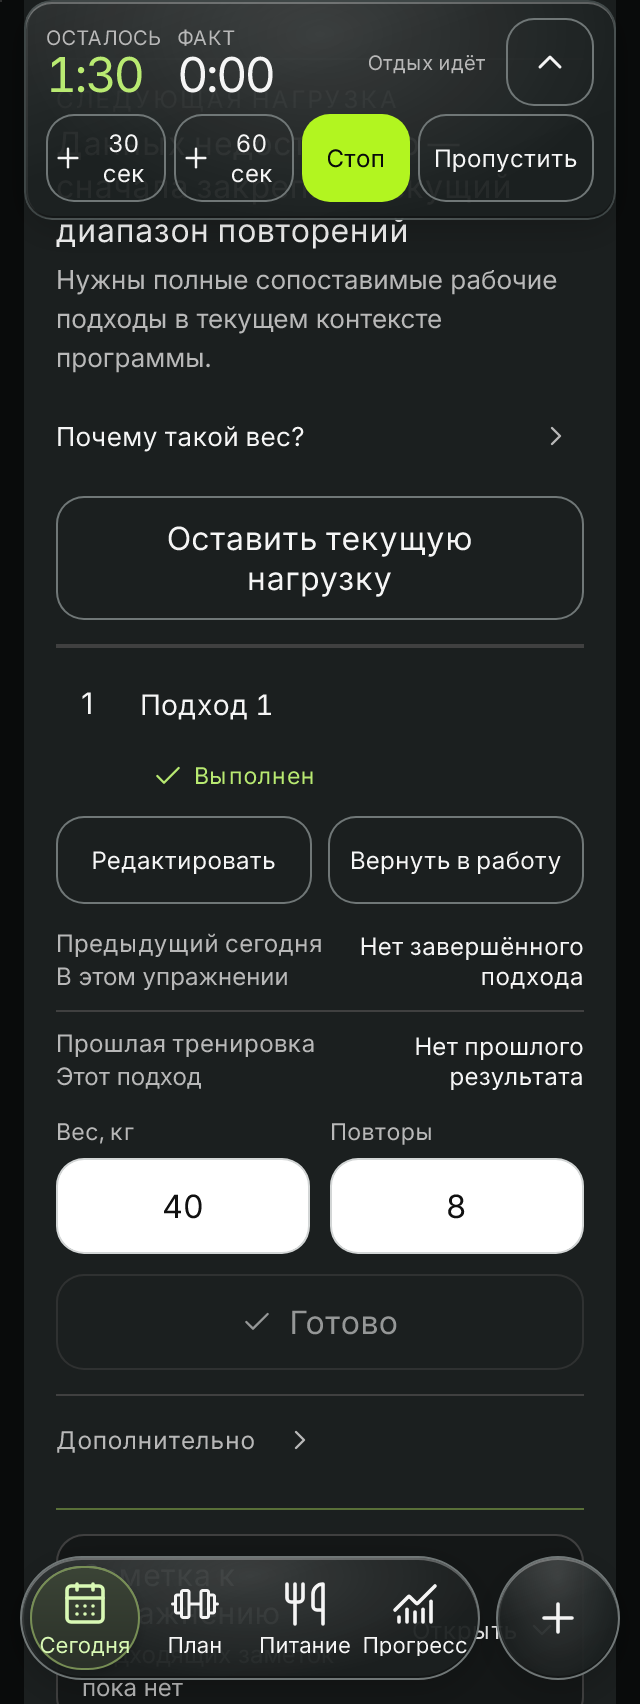 ОСТАЛОСЬ ФАКТ
1:30 0:00
Отдых идёт
СЛЕДУЮЩАЯ НАГРУЗКА
+ 30 сек
+ 60 сек
Стоп
Пропустить
диапазон повторений
Нужны полные сопоставимые рабочие
подходы в текущем контексте
программы.
Почему такой вес?
Оставить текущую
нагрузку
1 Подход 1
Выполнен
Редактировать
Вернуть в работу
Предыдущий сегодня
В этом упражнении
Нет завершённого
подхода
Прошлая тренировка
Этот подход
Нет прошлого
результата
Вес, кг
Повторы
40
8
Готово
Дополнительно
Открыть
Сегодня
План
Питание
Прогресс
пока нет